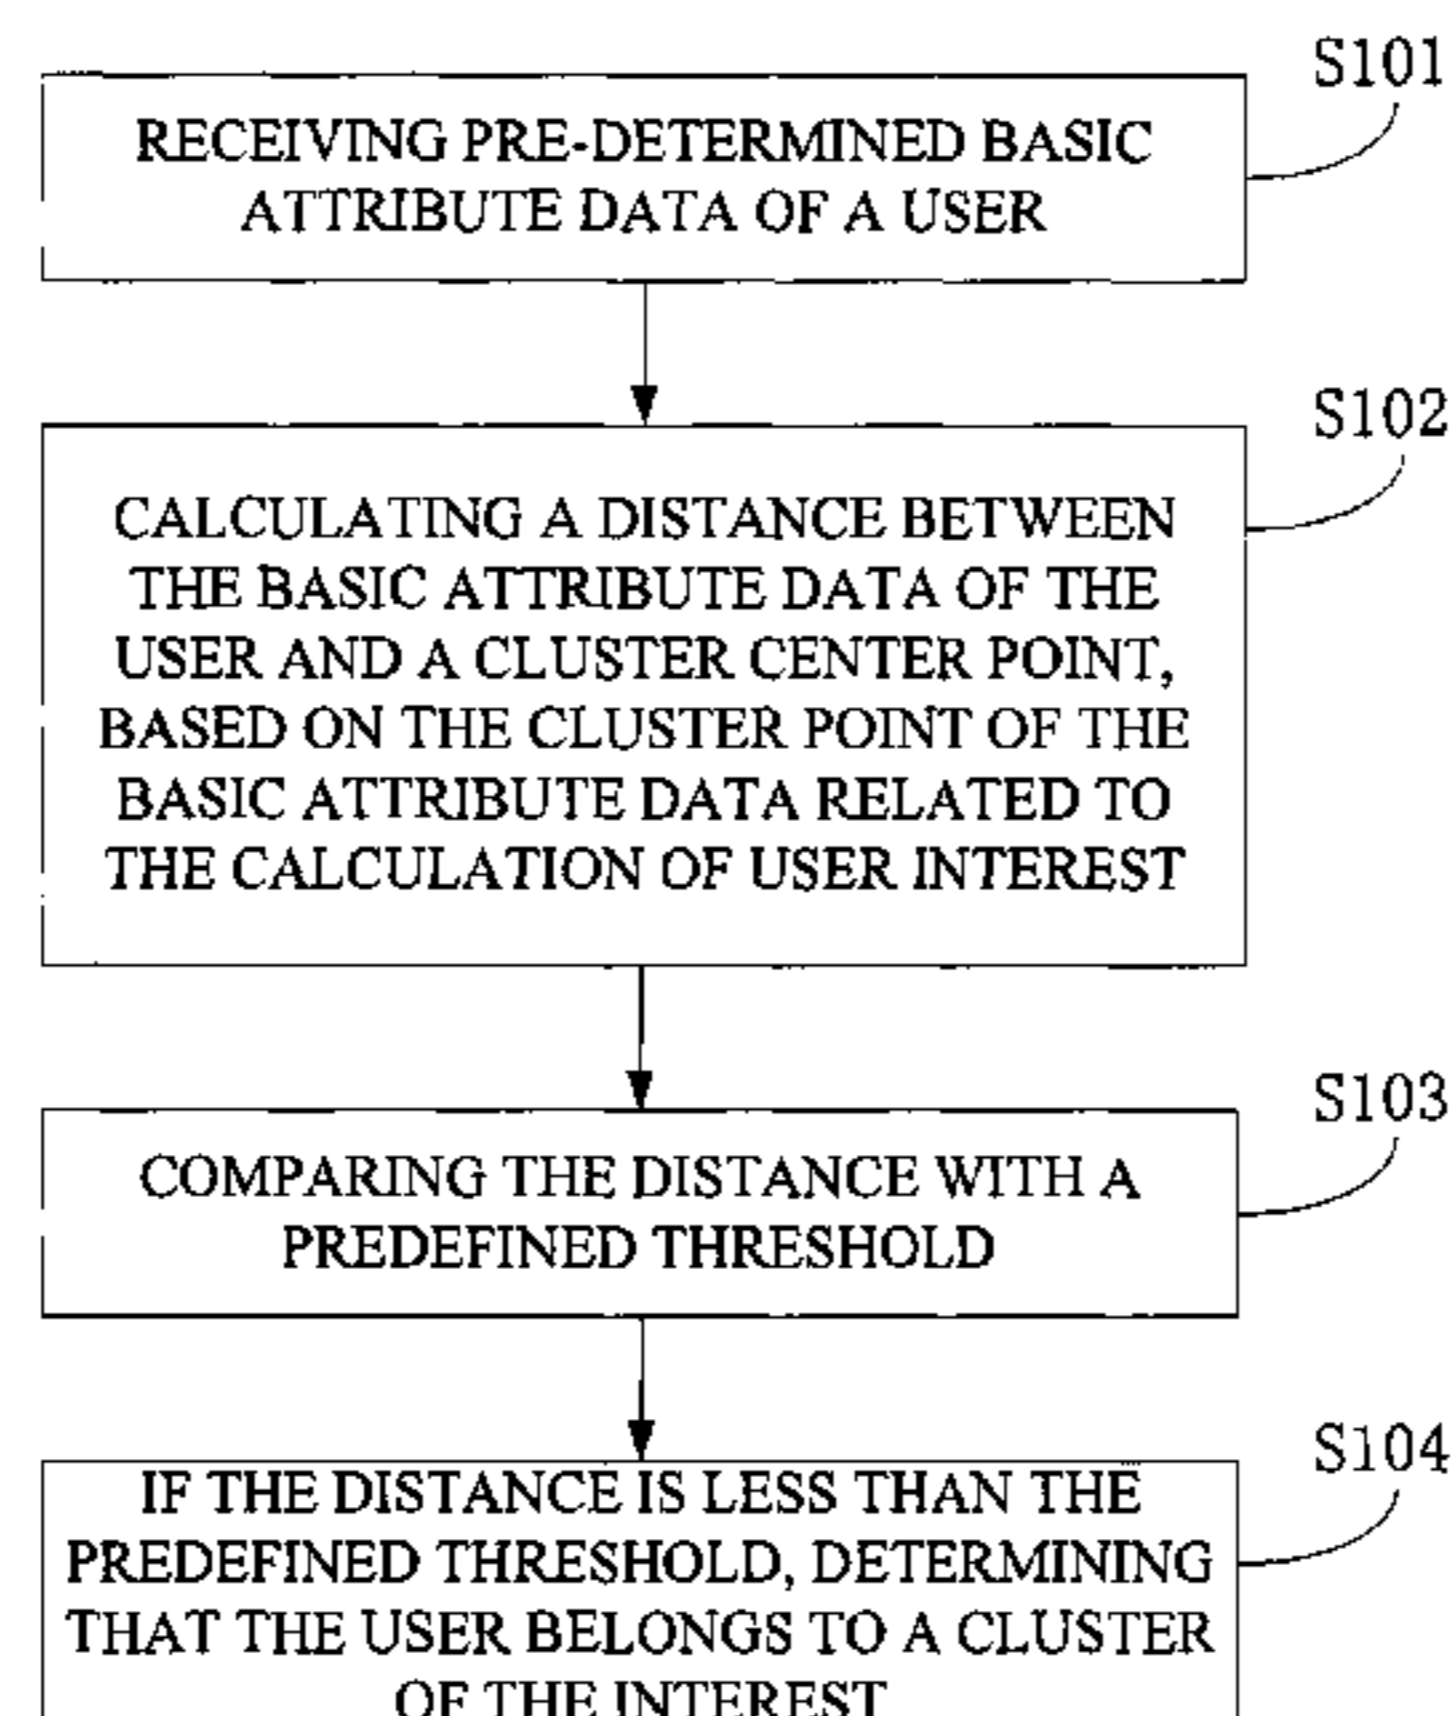 S101
RECEIVING PRE-DETERMINED BASIC
ATTRIBUTE DATA OF A USER
S102
CALCULATING A DISTANCE BETWEEN
THE BASIC ATTRIBUTE DATA OF THE
USER AND A CLUSTER CENTER POINT,
BASED ON THE CLUSTER POINT OF THE
BASIC ATTRIBUTE DATA RELATED TO
THE CALCULATION OF USER INTEREST
S103
COMPARING THE DISTANCE WITH A
PREDEFINED THRESHOLD
S104
IF THE DISTANCE IS LESS THAN THE
PREDEFINED THRESHOLD, DETERMINING
THAT THE USER BELONGS TO A CLUSTER
OF THE INTEREST